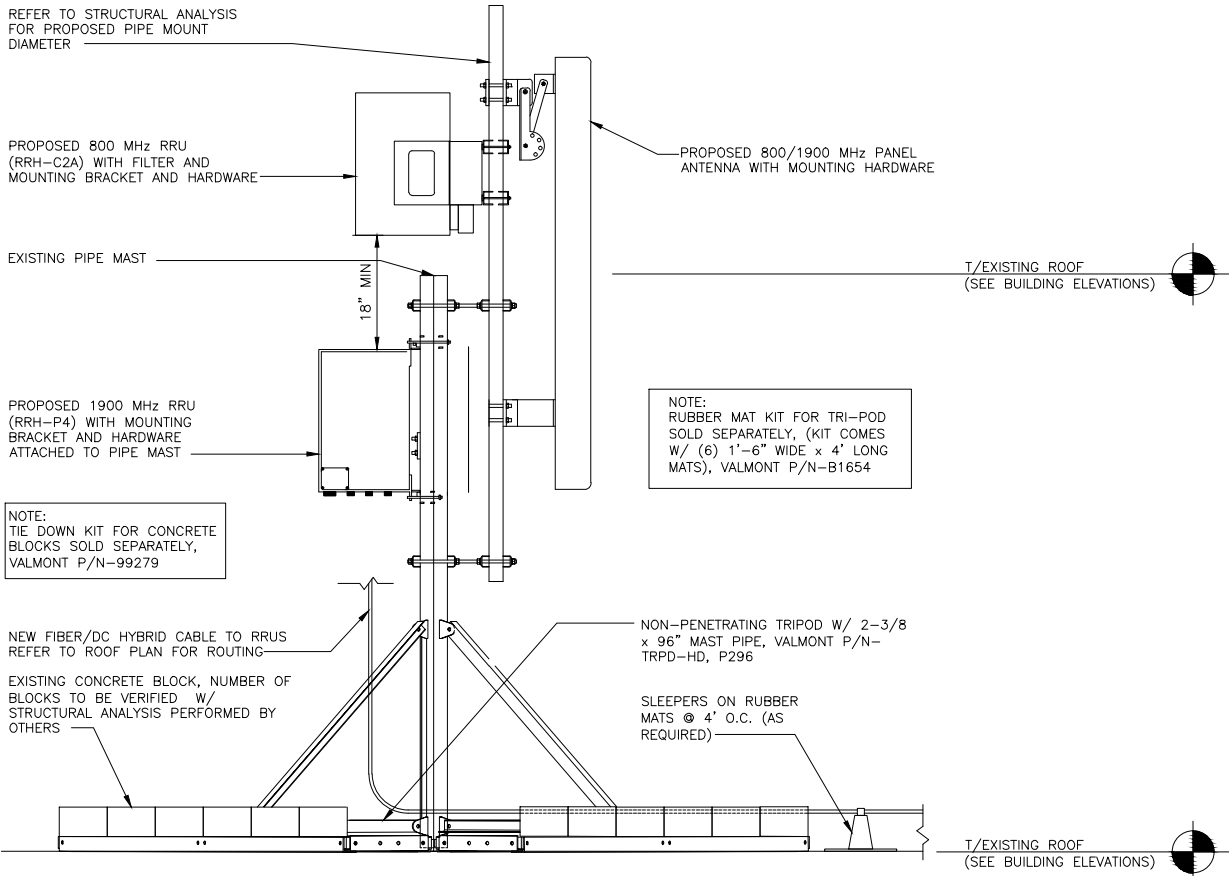 REFER TO STRUCTURAL ANALYSIS
FOR PROPOSED PIPE MOUNT
DIAMETER
PROPOSED 800 MHz RRU
(RRH-C2A) WITH FILTER AND
MOUNTING BRACKET AND HARDWARE
PROPOSED 800/1900 MHz PANEL
ANTENNA WITH MOUNTING HARDWARE
EXISTING PIPE MAST
18" MIN
T/EXISTING ROOF
(SEE BUILDING ELEVATIONS)
PROPOSED 1900 MHz RRU
(RRH-P4) WITH MOUNTING
BRACKET AND HARDWARE
ATTACHED TO PIPE MAST
NOTE:
RUBBER MAT KIT FOR TRI-POD
SOLD SEPARATELY, (KIT COMES
W/ (6) 1'-6" WIDE x 4' LONG
MATS), VALMONT P/N-B1654
NOTE:
TIE DOWN KIT FOR CONCRETE
BLOCKS SOLD SEPARATELY,
VALMONT P/N-99279
NEW FIBER/DC HYBRID CABLE TO RRUS
REFER TO ROOF PLAN FOR ROUTING
NON-PENETRATING TRIPOD W/ 2-3/8
x 96" MAST PIPE, VALMONT P/N-
TRPD-HD, P296
EXISTING CONCRETE BLOCK, NUMBER OF
BLOCKS TO BE VERIFIED W/
STRUCTURAL ANALYSIS PERFORMED BY
OTHERS
SLEEPERS ON RUBBER
MATS @ 4' O.C. (AS
REQUIRED)
T/EXISTING ROOF
(SEE BUILDING ELEVATIONS)